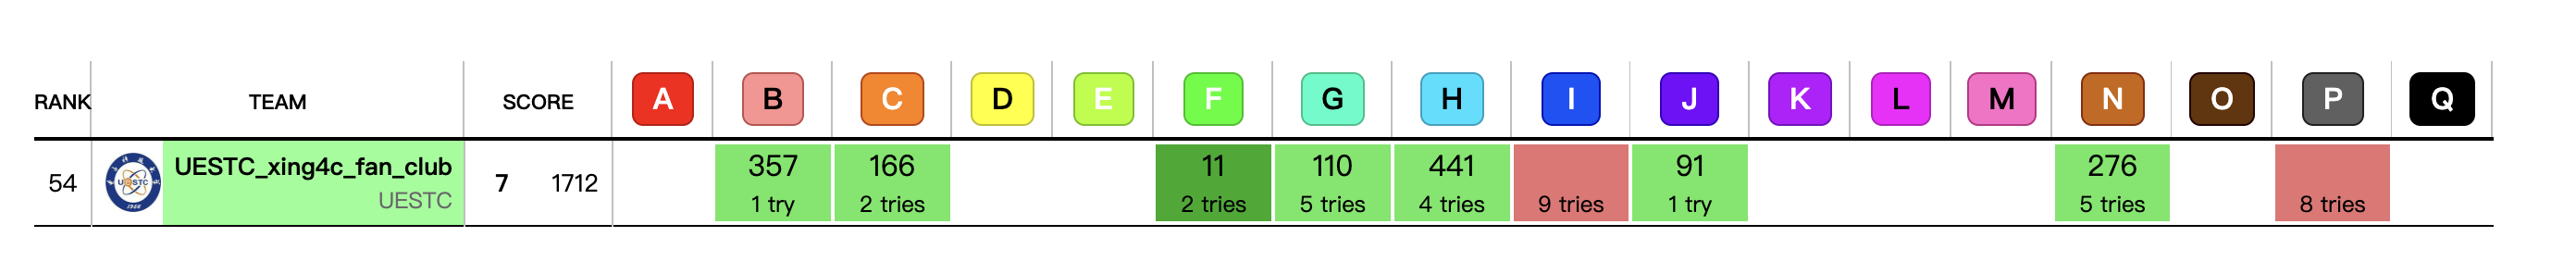 RANK TEAM SCORE A B C D E F G H I J K L M N O P Q
54 UESTC_xing4c_fan_club 7 1712 357 166 11 110 441 91 276
UESTC 1 try 2 tries 2 tries 5 tries 4 tries 9 tries 1 try 5 tries 8 tries